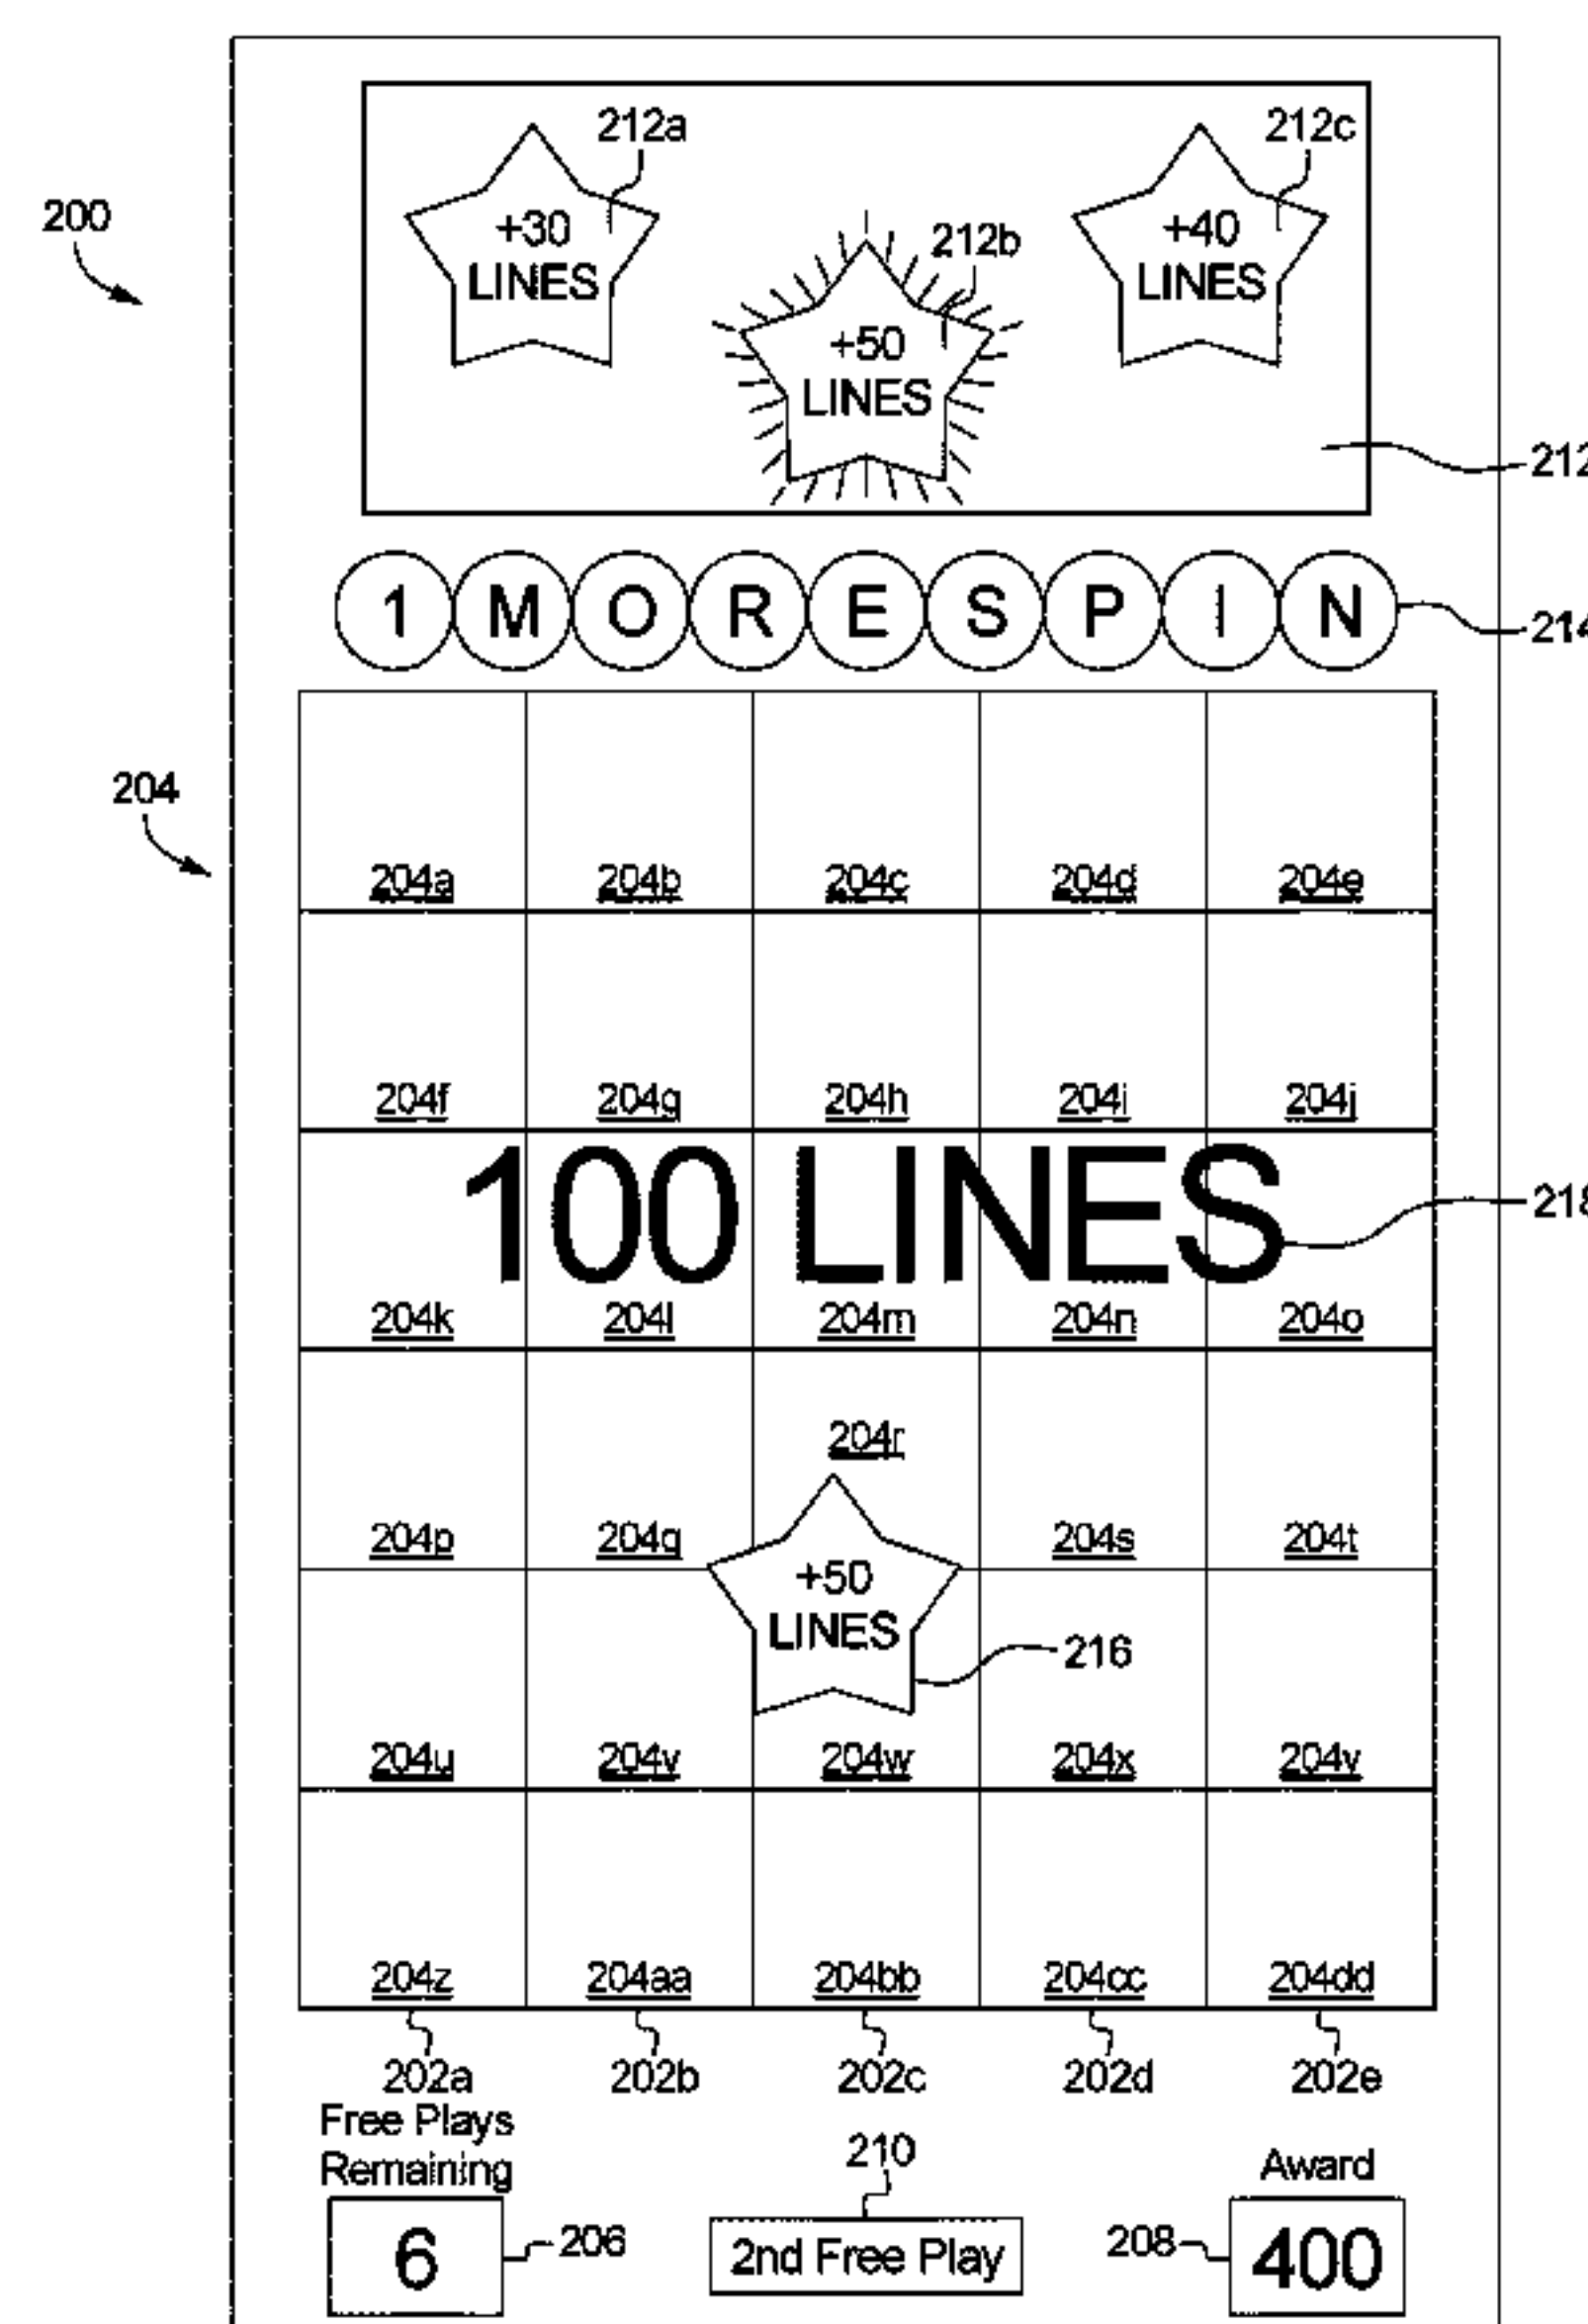 200
212a
212c
+30
LINES
212b
+40
LINES
+50
LINES
212
1 M O R E S P I N
214
204
204a 204b 204c 204d 204e
204f 204g 204h 204i 204j
100 LINES
218
204k 204l 204m 204n 204o
204r
204p 204q 204s 204t
+50
LINES
216
204u 204v 204w 204x 204y
204z 204aa 204bb 204cc 204dd
202a 202b 202c 202d 202e
Free Plays
Remaining
210
Award
6
206
2nd Free Play
208
400